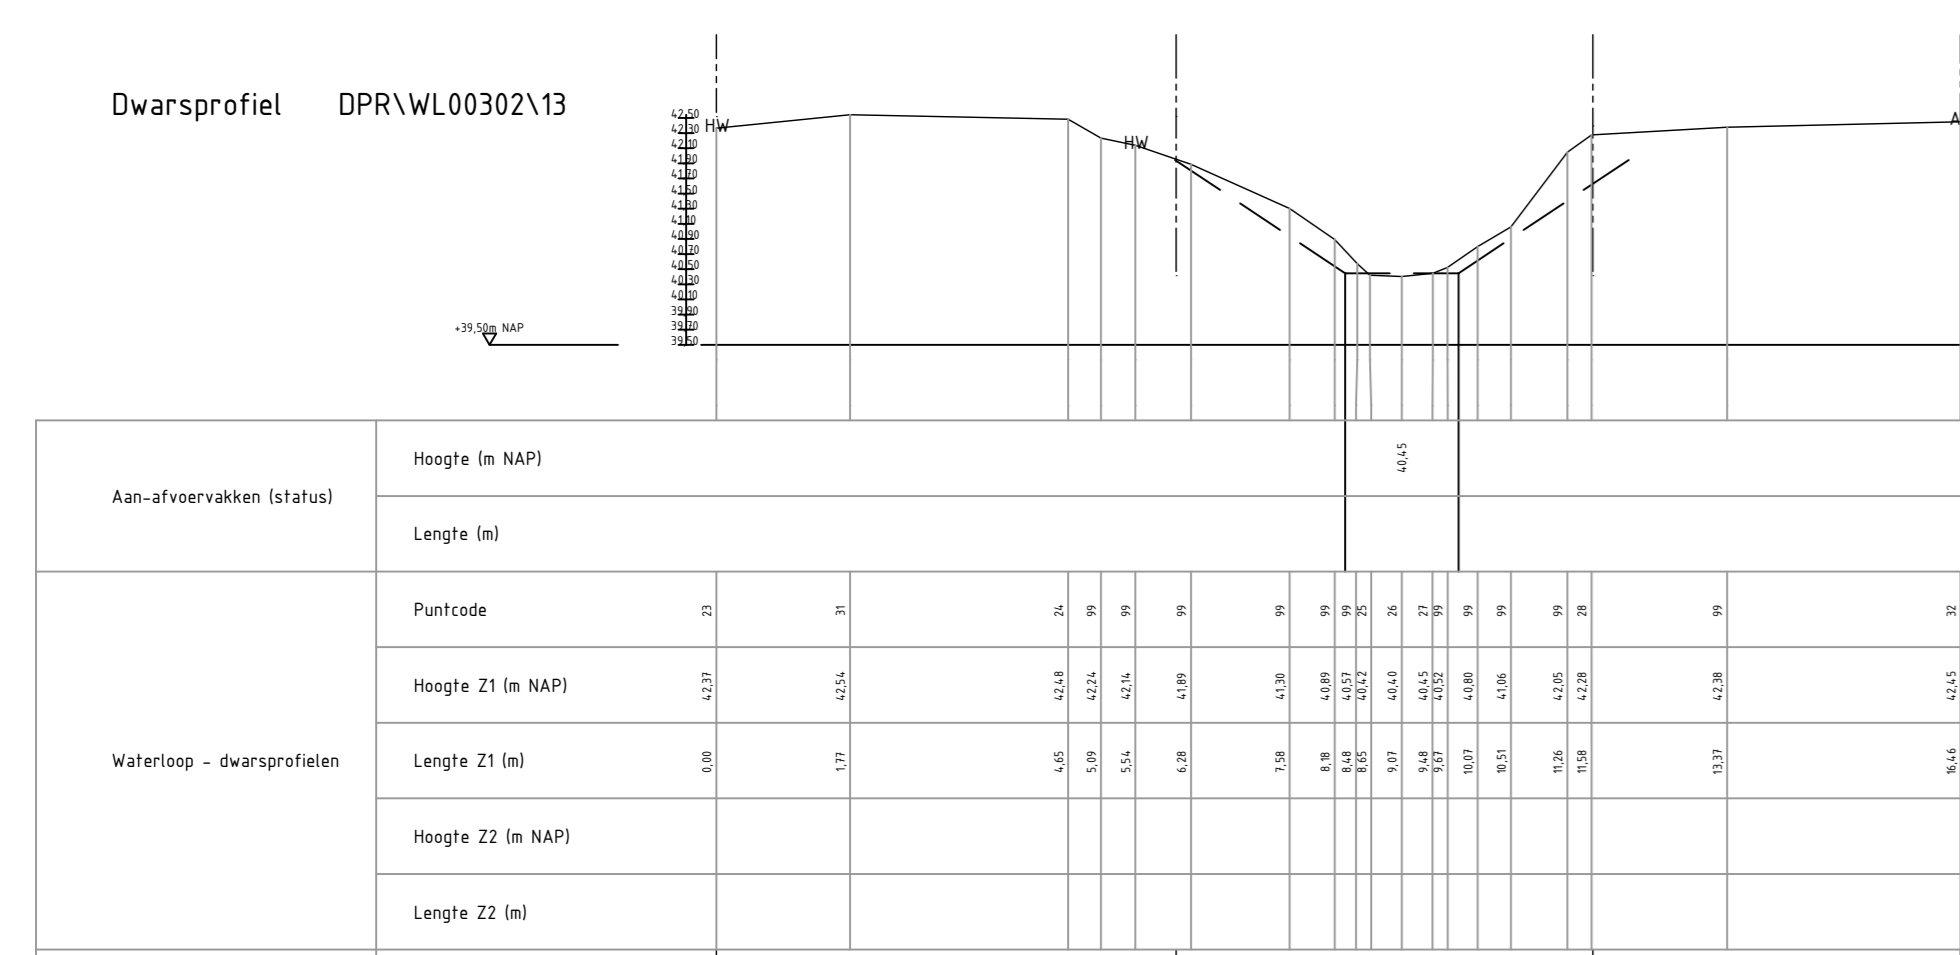 Dwarsprofiel DPR\WL00302\13
42,50
42,30
42,10
41,90
41,70
41,50
41,30
41,10
40,90
40,70
40,50
40,30
40,10
39,90
39,70
39,50
HW
HW
A
+39,50m NAP
Aan-afvoervakken (status)
Hoogte (m NAP) 40,45
Lengte (m)
Waterloop - dwarsprofielen
Puntcode 23 31 24 99 99 99 99 99 99 25 26 27 99 99 99 99 28 99 32
Hoogte Z1 (m NAP) 42,37 42,54 42,48 42,24 42,14 41,89 41,30 40,89 40,57 40,42 40,40 40,45 40,52 40,80 41,06 42,05 42,28 42,38 42,45
Lengte Z1 (m) 0,00 1,77 4,65 5,09 5,54 6,28 7,58 8,18 8,48 8,65 9,07 9,48 9,67 10,07 10,51 11,26 11,58 13,37 16,46
Hoogte Z2 (m NAP)
Lengte Z2 (m)